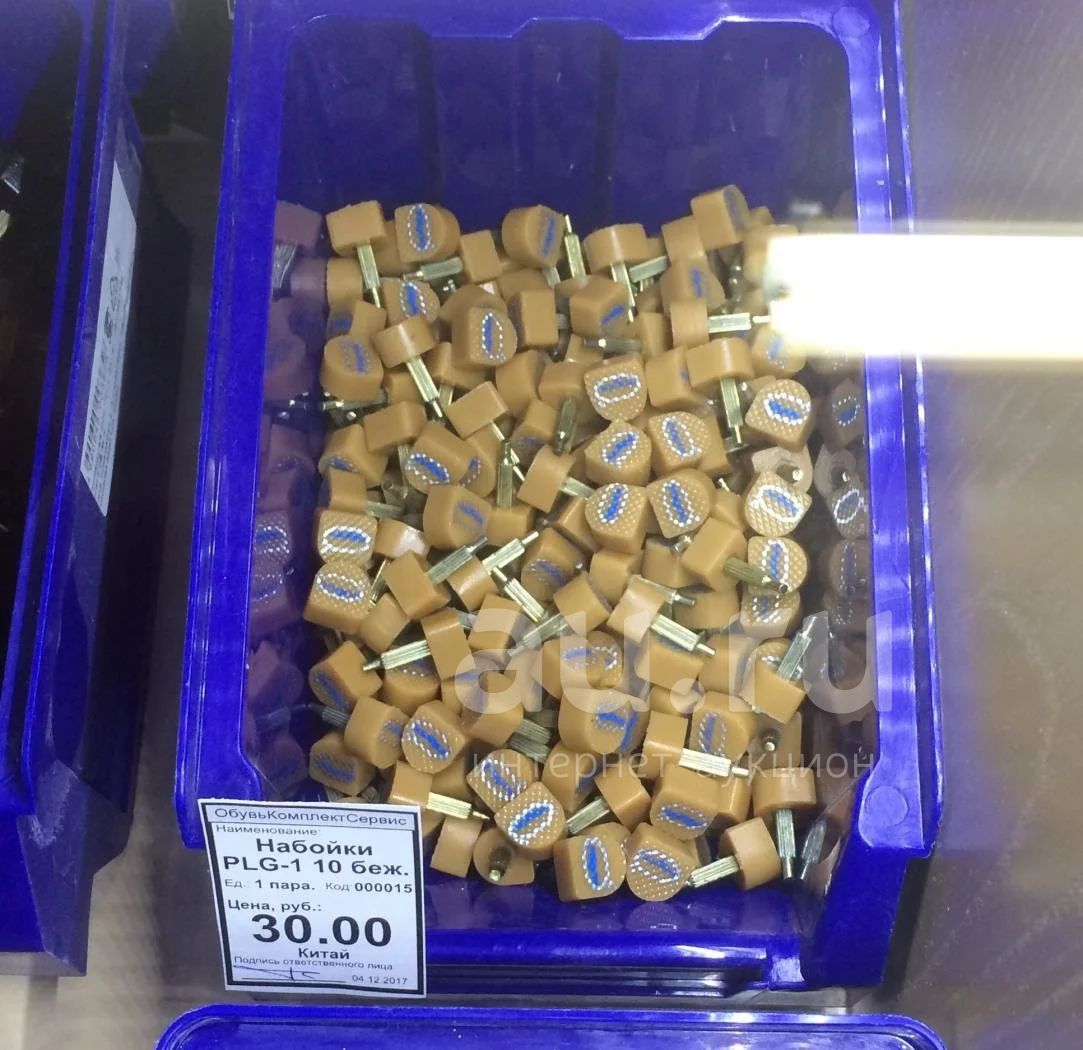 au.ru
интернет-аукцион
ОбувьКомплектСервис
Наименование:
Набойки
PLG-1 10 беж.
Ед. 1 пара. Код 000015
Цена, руб.:
30.00
Китай
Подпись ответственного лица
04.12.2017